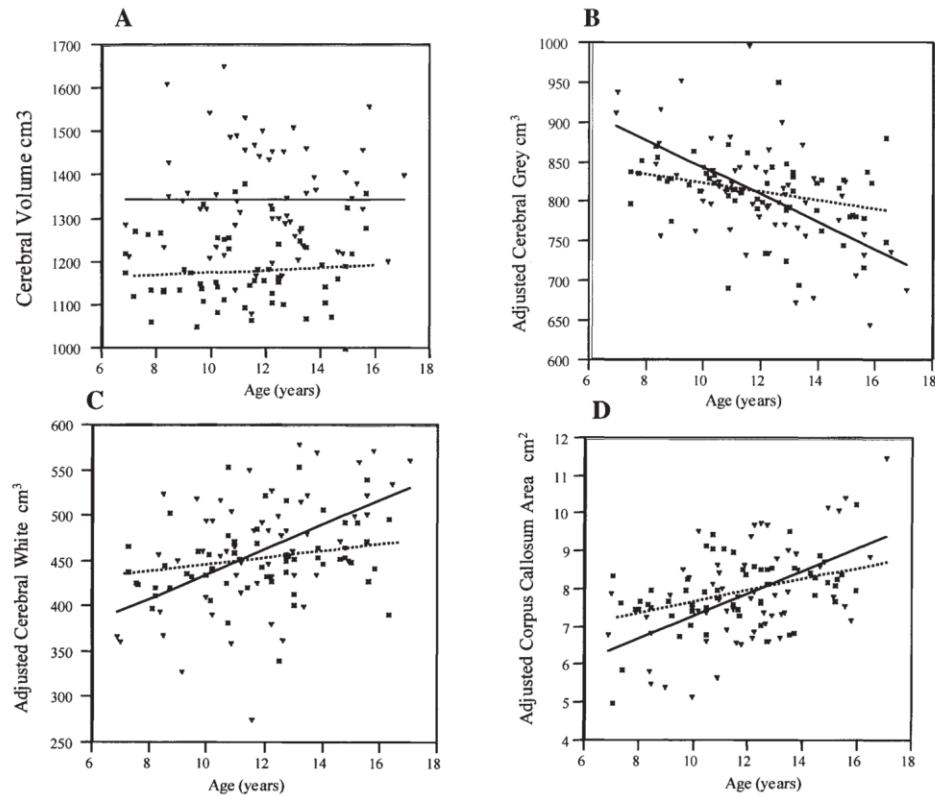 A
Cerebral Volume cm3
1700
1600
1500
1400
1300
1200
1100
1000
6 8 10 12 14 16 18
Age (years)
B
Adjusted Cerebral Grey cm³
1000
950
900
850
800
750
700
650
600
6 8 10 12 14 16 18
Age (years)
C
Adjusted Cerebral White cm³
600
550
500
450
400
350
300
250
6 8 10 12 14 16 18
Age (years)
D
Adjusted Corpus Callosum Area cm²
12
11
10
9
8
7
6
5
4
6 8 10 12 14 16 18
Age (years)